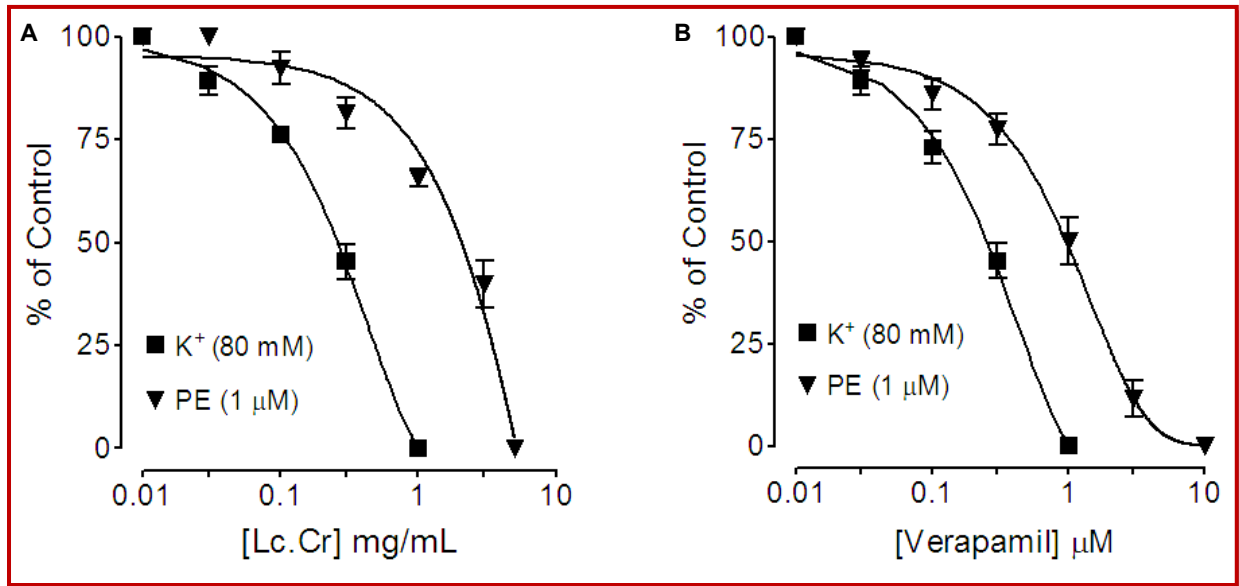 A
100
75
50
25
0
% of Control
K⁺ (80 mM)
PE (1 μM)
0.01 0.1 1 10
[Lc.Cr] mg/mL
B
100
75
50
25
0
% of Control
K⁺ (80 mM)
PE (1 μM)
0.01 0.1 1 10
[Verapamil] μM